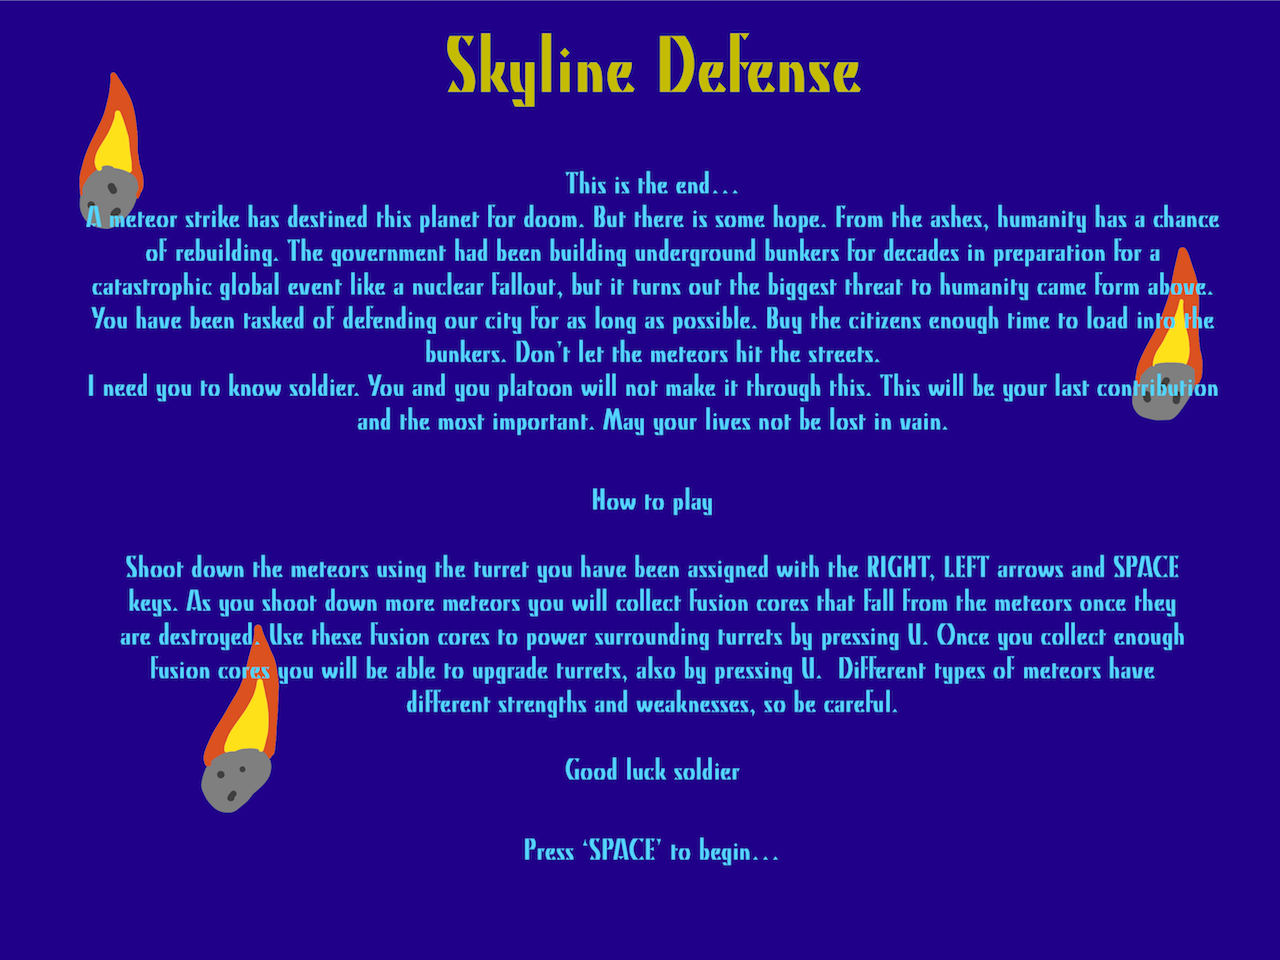 Skyline Defense
This is the end...
A meteor strike has destined this planet for doom. But there is some hope. From the ashes, humanity has a chance
of rebuilding. The government had been building underground bunkers for decades in preparation for a
catastrophic global event like a nuclear fallout, but it turns out the biggest threat to humanity came form above.
You have been tasked of defending our city for as long as possible. Buy the citizens enough time to load into the
bunkers. Don't let the meteors hit the streets.
I need you to know soldier. You and you platoon will not make it through this. This will be your last contribution
and the most important. May your lives not be lost in vain.
How to play
Shoot down the meteors using the turret you have been assigned with the RIGHT, LEFT arrows and SPACE
keys. As you shoot down more meteors you will collect fusion cores that fall from the meteors once they
are destroyed. Use these fusion cores to power surrounding turrets by pressing U. Once you collect enough
fusion cores you will be able to upgrade turrets, also by pressing U.  Different types of meteors have
different strengths and weaknesses, so be careful.
Good luck soldier
Press ‘SPACE’ to begin...